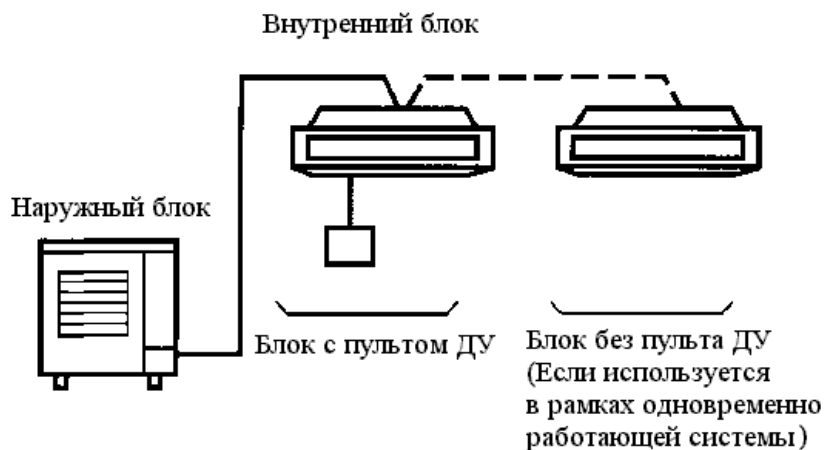 Внутренний блок
Наружный блок
Блок с пультом ДУ
Блок без пульта ДУ
(Если используется
в рамках одновременно
работающей системы)